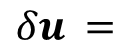 δu =